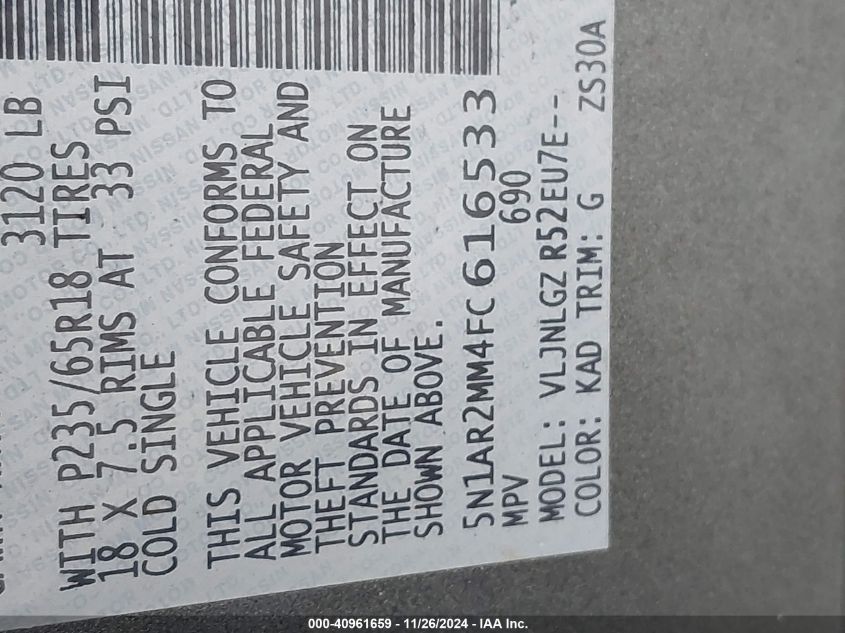 3120 LB
WITH P235/65R18 TIRES
18 X 7.5 RIMS AT 33 PSI
COLD SINGLE
THIS VEHICLE CONFORMS TO
ALL APPLICABLE FEDERAL
MOTOR VEHICLE SAFETY AND
THEFT PREVENTION
STANDARDS IN EFFECT ON
THE DATE OF MANUFACTURE
SHOWN ABOVE.
5N1AR2MM4FC616533
MPV 690
MODEL: VLJNLGZ R52EU7E--
COLOR: KAD TRIM: G ZS30A
000-40961659 - 11/26/2024 - IAA Inc.